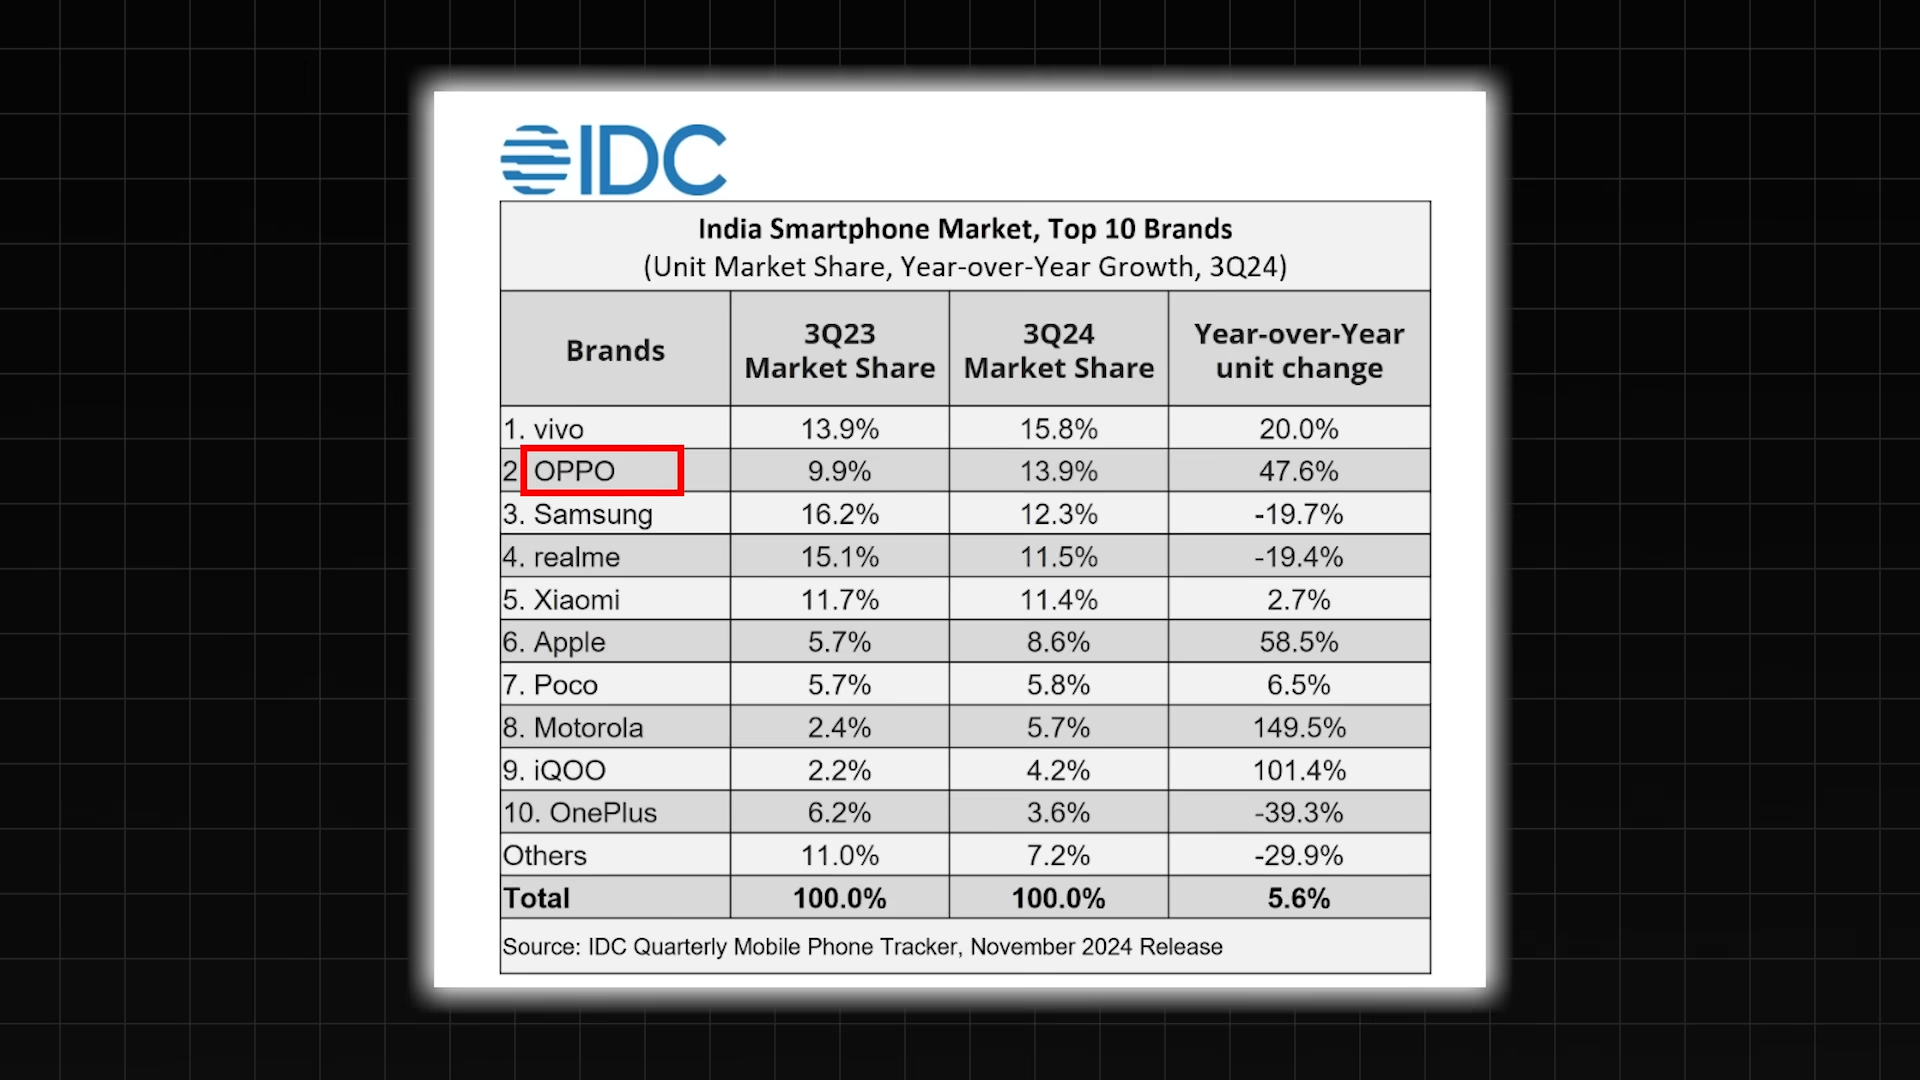 IDC
India Smartphone Market, Top 10 Brands
(Unit Market Share, Year-over-Year Growth, 3Q24)
Brands 3Q23 Market Share 3Q24 Market Share Year-over-Year unit change
1. vivo 13.9% 15.8% 20.0%
2 OPPO 9.9% 13.9% 47.6%
3. Samsung 16.2% 12.3% -19.7%
4. realme 15.1% 11.5% -19.4%
5. Xiaomi 11.7% 11.4% 2.7%
6. Apple 5.7% 8.6% 58.5%
7. Poco 5.7% 5.8% 6.5%
8. Motorola 2.4% 5.7% 149.5%
9. iQOO 2.2% 4.2% 101.4%
10. OnePlus 6.2% 3.6% -39.3%
Others 11.0% 7.2% -29.9%
Total 100.0% 100.0% 5.6%
Source: IDC Quarterly Mobile Phone Tracker, November 2024 Release